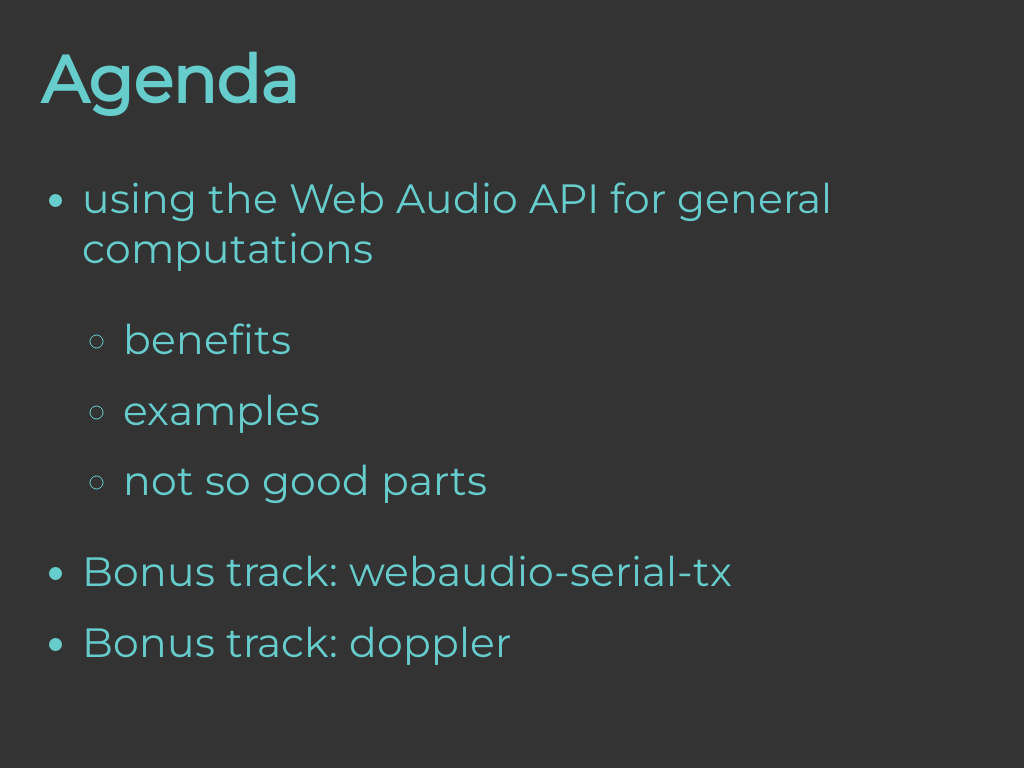 Agenda
using the Web Audio API for general
computations
benefits
examples
not so good parts
Bonus track: webaudio-serial-tx
Bonus track: doppler